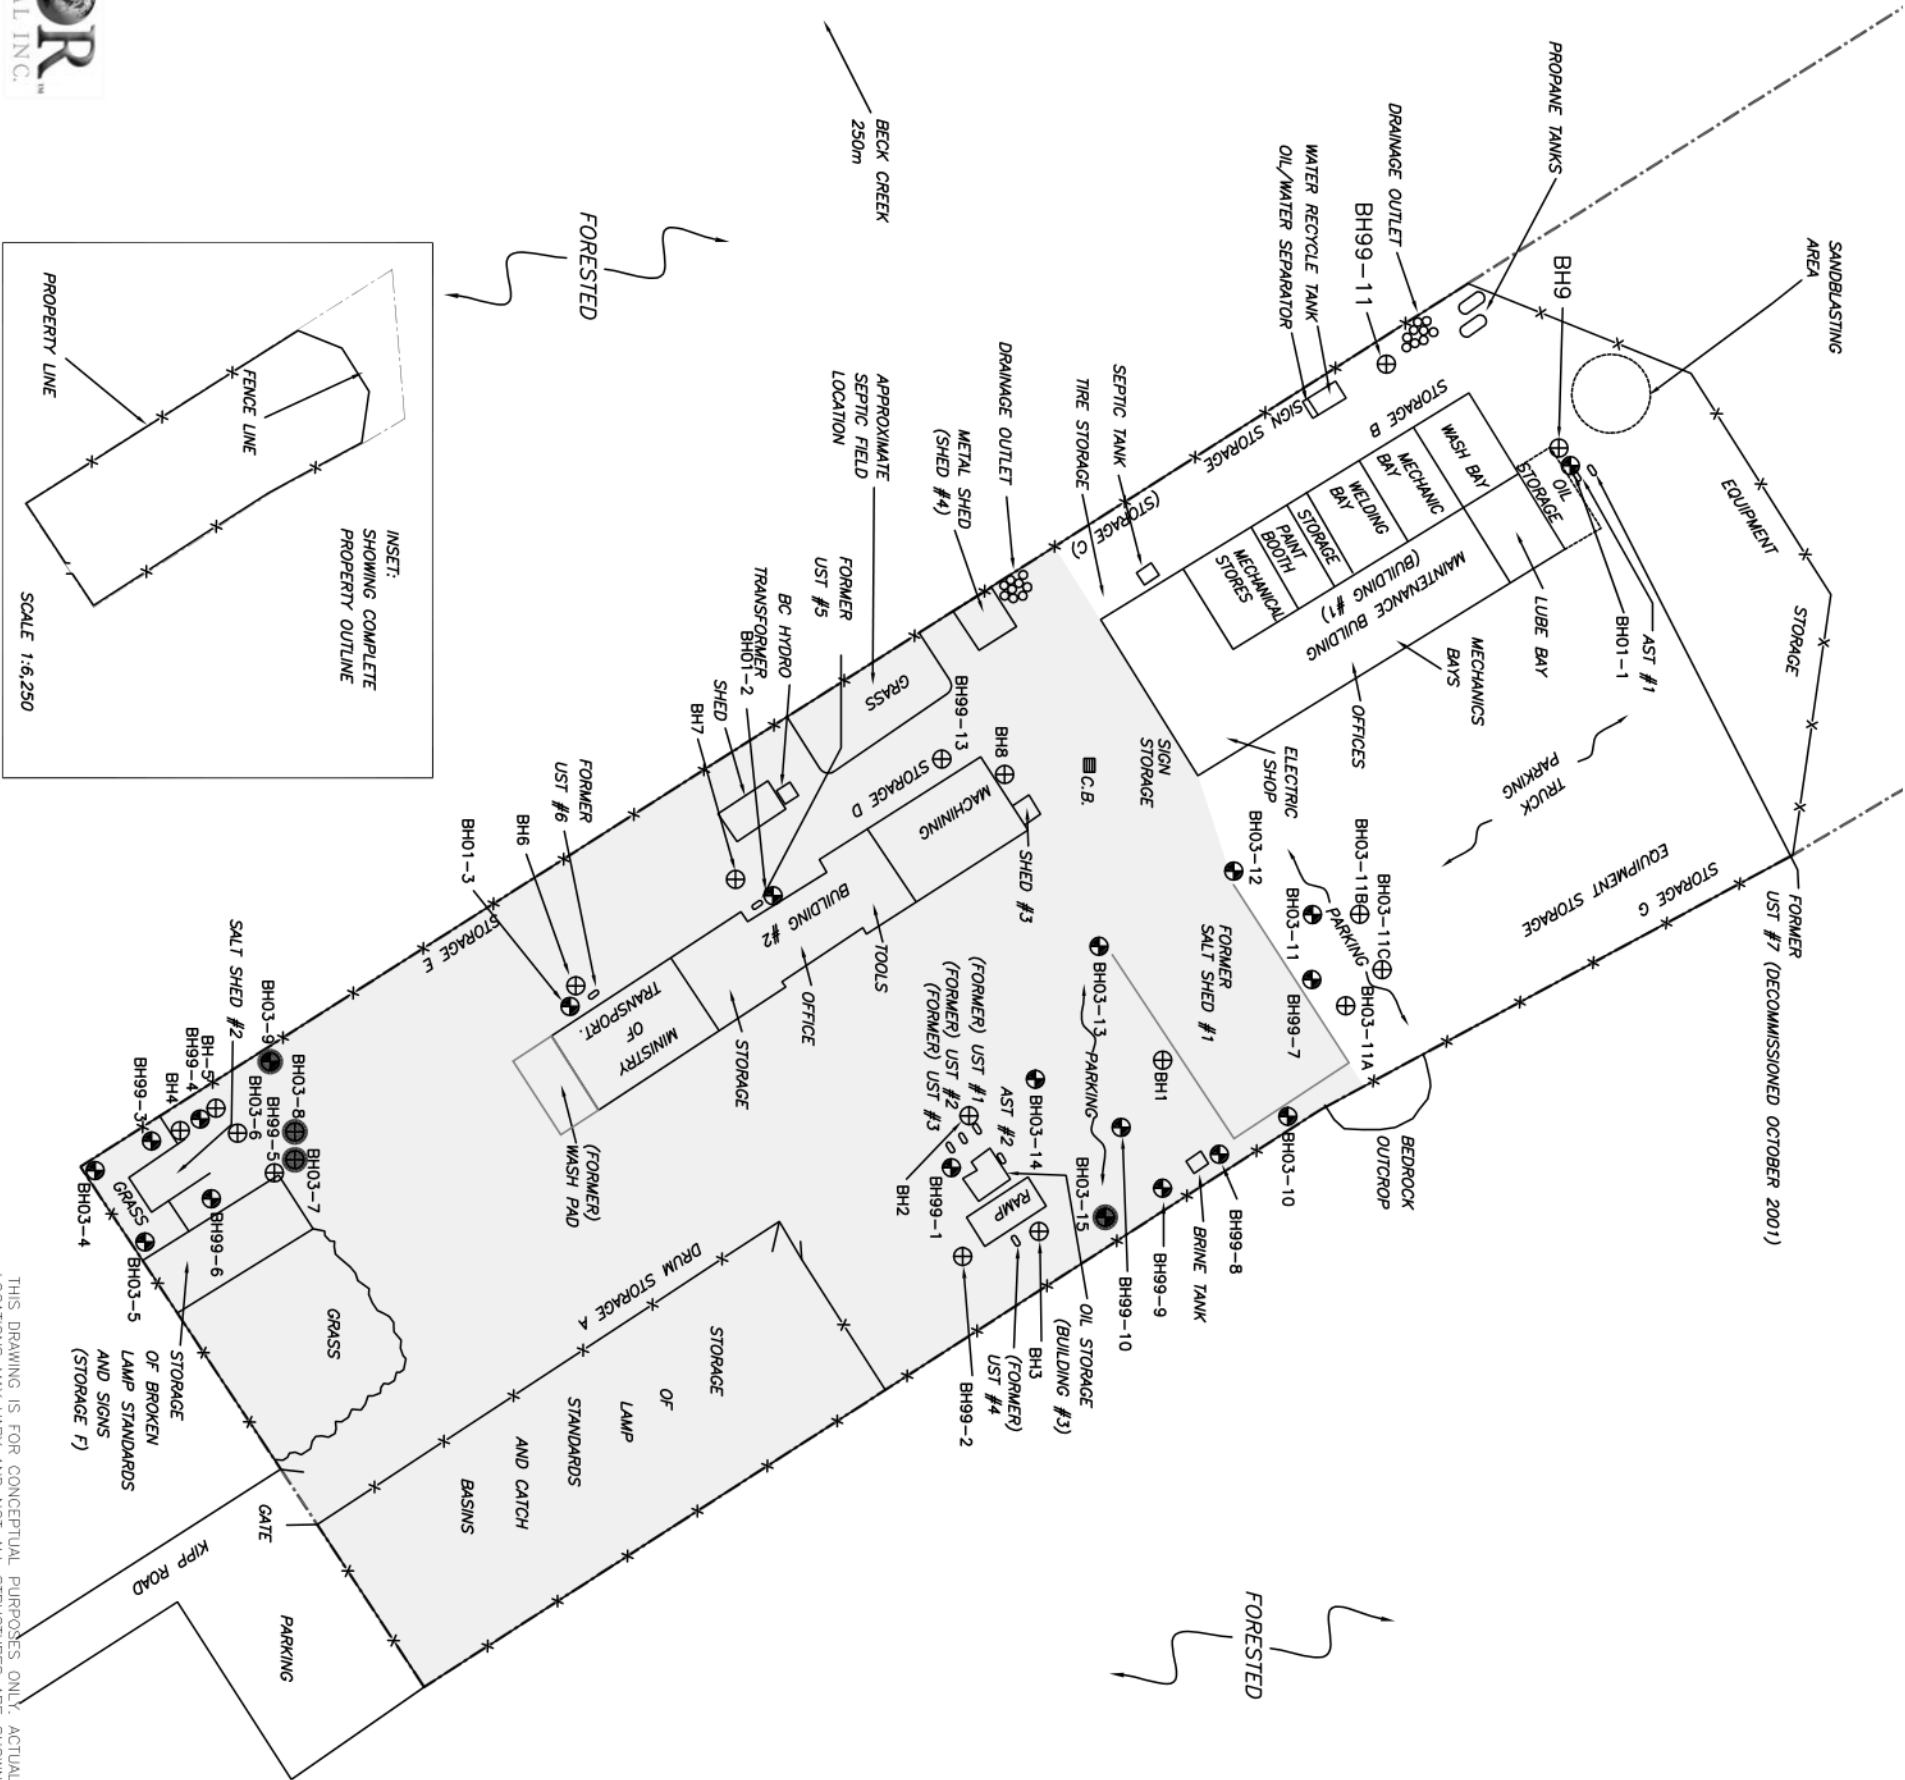 OR™
AL INC.
BECK CREEK
250m
FORESTED
PROPANE TANKS
DRAINAGE OUTLET
WATER RECYCLE TANK
OIL/WATER SEPARATOR
BH99-11
BH9
SANDBLASTING
AREA
EQUIPMENT
STORAGE
SIGN STORAGE
(STORAGE C)
STORAGE B
WASH BAY
MECHANIC
BAY
WELDING
BAY
STORAGE
PAINT
BOOTH
MECHANICAL
STORES
OIL
STORAGE
MAINTENANCE BUILDING
(BUILDING #1)
LUBE BAY
AST #1
BH01-1
MECHANICS
BAYS
OFFICES
ELECTRIC
SHOP
TRUCK
PARKING
SEPTIC TANK
TIRE STORAGE
DRAINAGE OUTLET
METAL SHED
(SHED #4)
APPROXIMATE
SEPTIC FIELD
LOCATION
GRASS
FORMER
UST #5
BC HYDRO
TRANSFORMER
BH01-2
SHED
BH7
BH99-13
BH8
STORAGE D
MACHINING
SHED #3
C.B.
SIGN
STORAGE
FORMER
UST #6
BH6
BH01-3
STORAGE E
BUILDING
#2
TOOLS
OFFICE
STORAGE
MINISTRY
OF
TRANSPORT.
(FORMER)
WASH PAD
BH03-12
BH03-11B
BH03-11C
BH03-11
PARKING
BH99-7
BH03-11A
FORMER
SALT SHED #1
EQUIPMENT STORAGE
STORAGE G
FORMER
UST #7 (DECOMMISSIONED OCTOBER 2001)
BH03-13
PARKING
BH1
BH03-14
(FORMER) UST #1
(FORMER) UST #2
(FORMER) UST #3
AST #2
BH2
BH99-1
RAMP
BH03-15
BH03-10
BEDROCK
OUTCROP
BH99-8
BRINE TANK
BH99-9
BH99-10
OIL STORAGE
(BUILDING #3)
BH3
(FORMER)
UST #4
BH99-2
SALT SHED #2
BH03-9
BH03-8
BH03-7
BH03-6
BH99-5
BH-5
BH99-4
BH4
BH99-3
BH03-4
GRASS
BH99-6
BH03-5
STORAGE
OF BROKEN
LAMP STANDARDS
AND SIGNS
(STORAGE F)
GRASS
DRUM STORAGE A
STORAGE
OF
LAMP
STANDARDS
AND CATCH
BASINS
GATE
KIPP ROAD
PARKING
FORESTED
INSET:
SHOWING COMPLETE
PROPERTY OUTLINE
FENCE LINE
PROPERTY LINE
SCALE 1:6,250
THIS DRAWING IS FOR CONCEPTUAL PURPOSES ONLY. ACTUAL